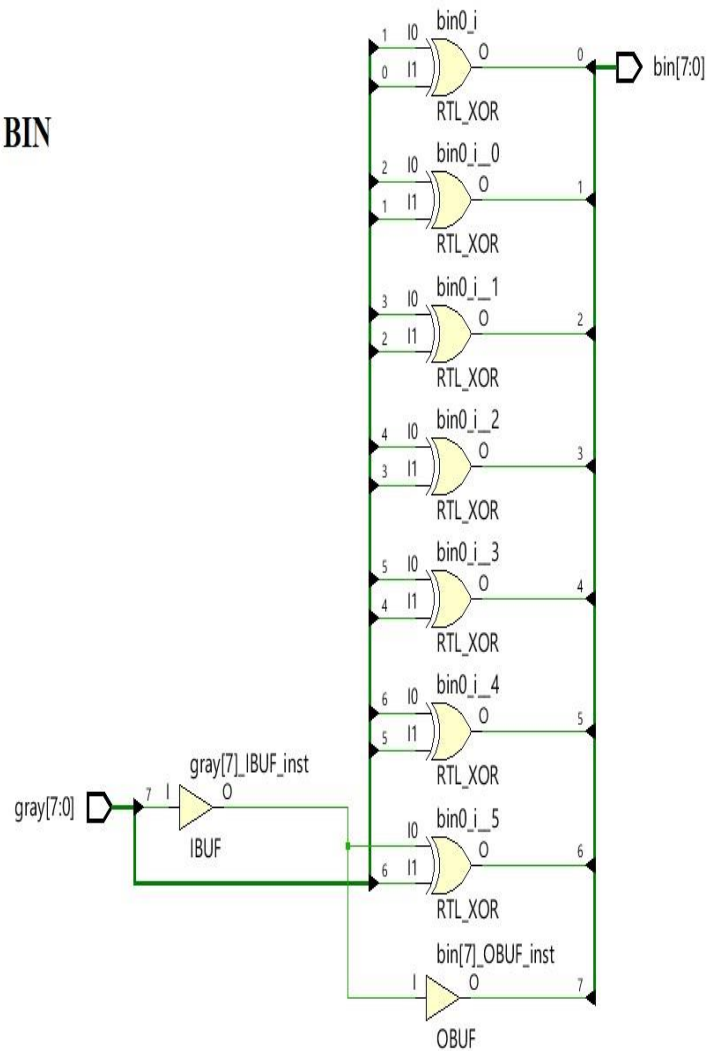 bin0_i
1 I0 O 0 bin[7:0]
0 I1
RTL_XOR
BIN
bin0_i__0
2 I0 O 1
1 I1
RTL_XOR
bin0_i__1
3 I0 O 2
2 I1
RTL_XOR
bin0_i__2
4 I0 O 3
3 I1
RTL_XOR
bin0_i__3
5 I0 O 4
4 I1
RTL_XOR
bin0_i__4
6 I0 O 5
5 I1
RTL_XOR
gray[7]_IBUF_inst
gray[7:0] 7 I O
IBUF
bin0_i__5
I0 O 6
6 I1
RTL_XOR
bin[7]_OBUF_inst
I O 7
OBUF